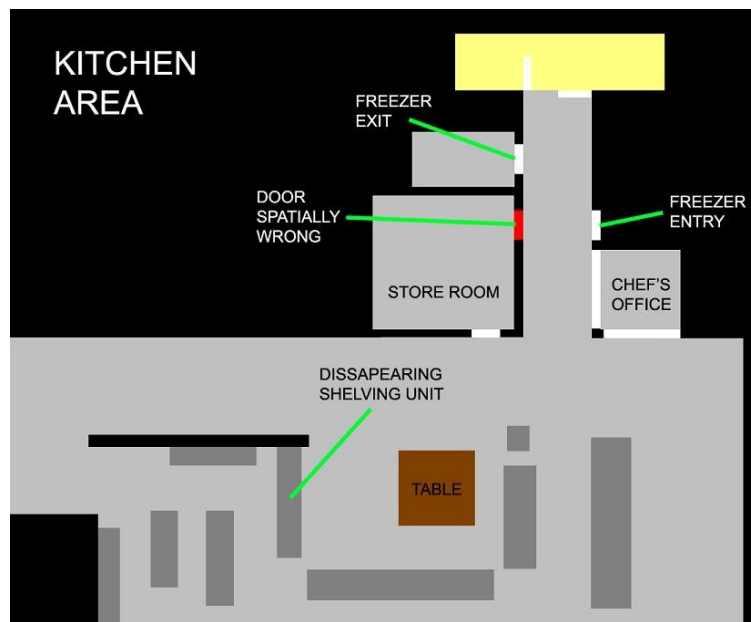 KITCHEN
AREA
FREEZER
EXIT
DOOR
SPATIALLY
WRONG
FREEZER
ENTRY
STORE ROOM
CHEF'S
OFFICE
DISSAPEARING
SHELVING UNIT
TABLE